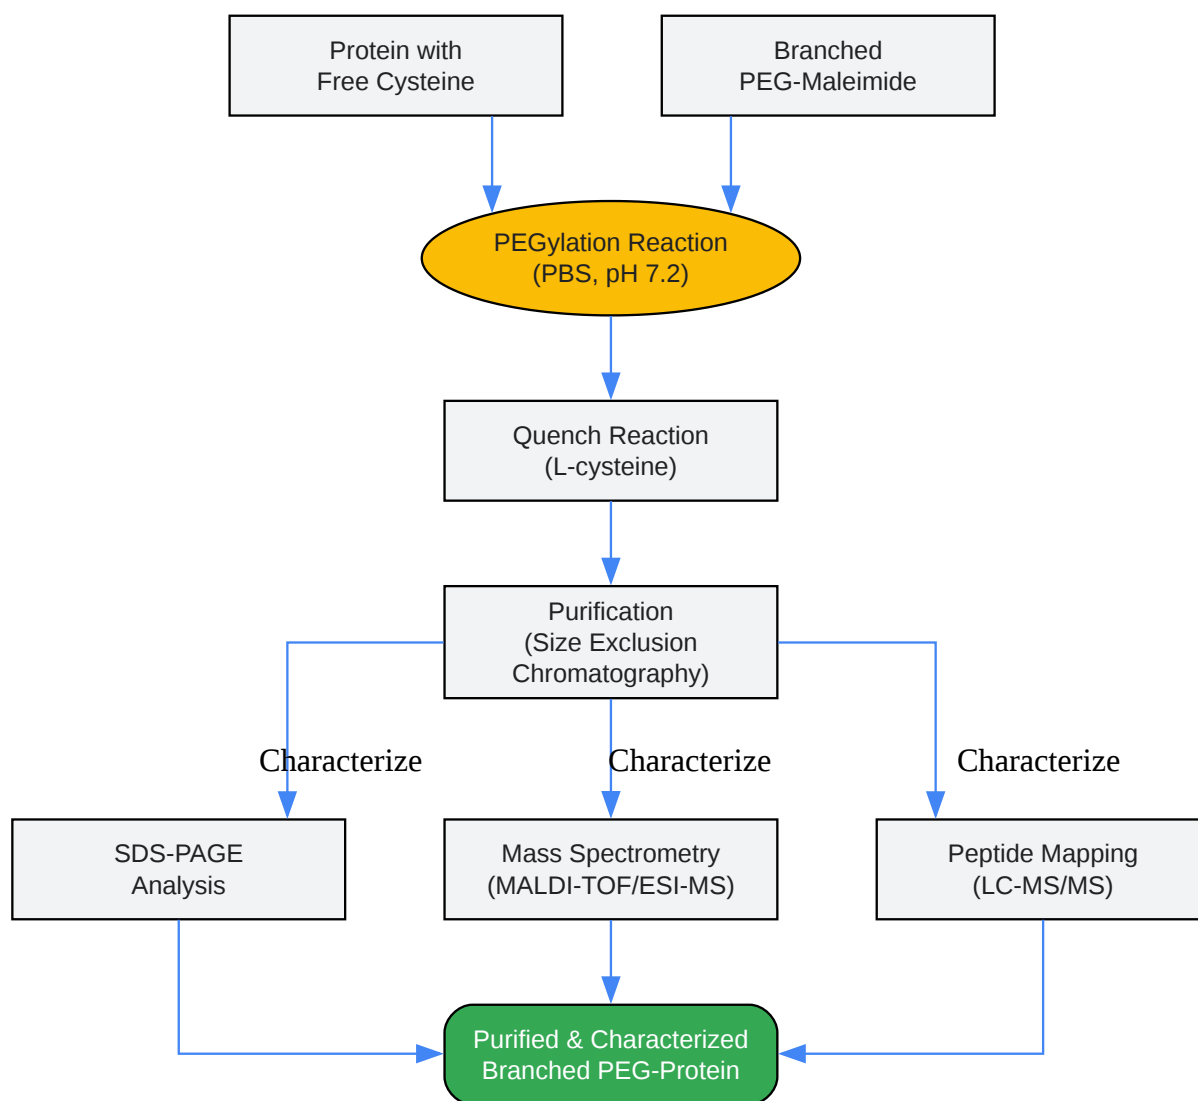 Protein with
Free Cysteine
Branched
PEG-Maleimide
PEGylation Reaction
(PBS, pH 7.2)
Quench Reaction
(L-cysteine)
Purification
(Size Exclusion
Chromatography)
Characterize
Characterize
Characterize
SDS-PAGE
Analysis
Mass Spectrometry
(MALDI-TOF/ESI-MS)
Peptide Mapping
(LC-MS/MS)
Purified & Characterized
Branched PEG-Protein